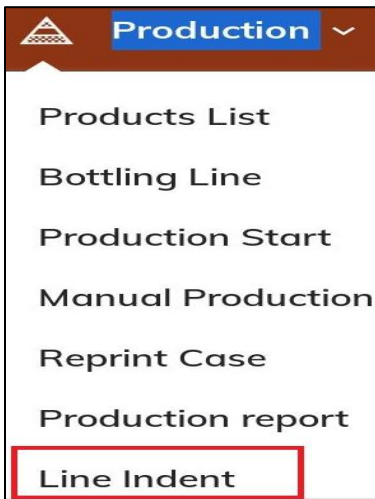 Production
Products List
Bottling Line
Production Start
Manual Production
Reprint Case
Production report
Line Indent